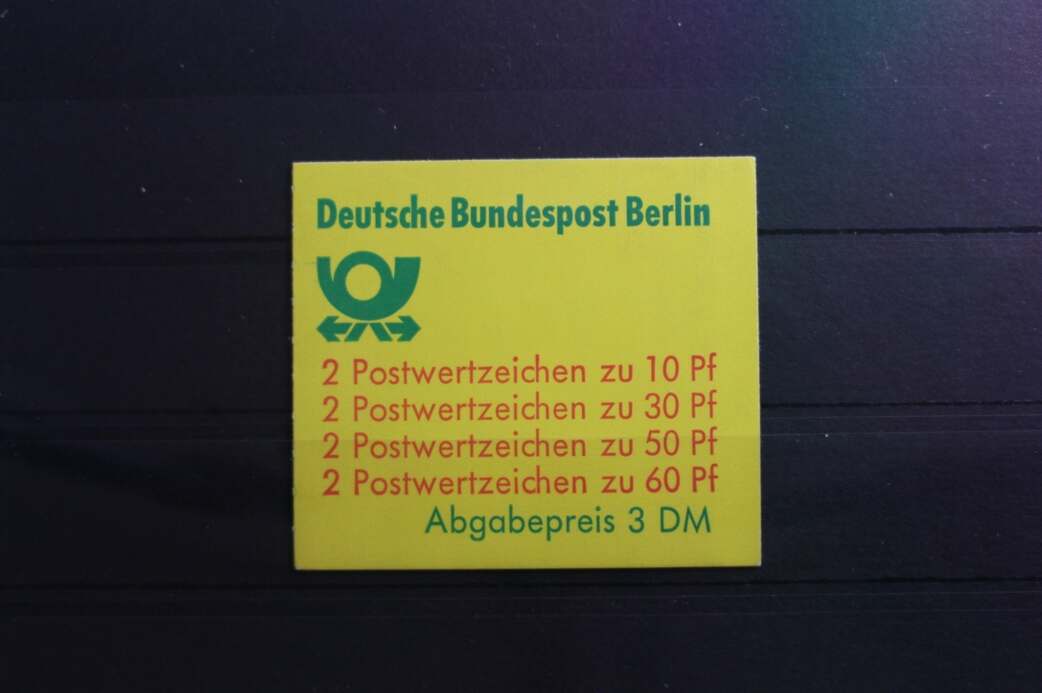 Deutsche Bundespost Berlin
2 Postwertzeichen zu 10 Pf
2 Postwertzeichen zu 30 Pf
2 Postwertzeichen zu 50 Pf
2 Postwertzeichen zu 60 Pf
Abgabepreis 3 DM